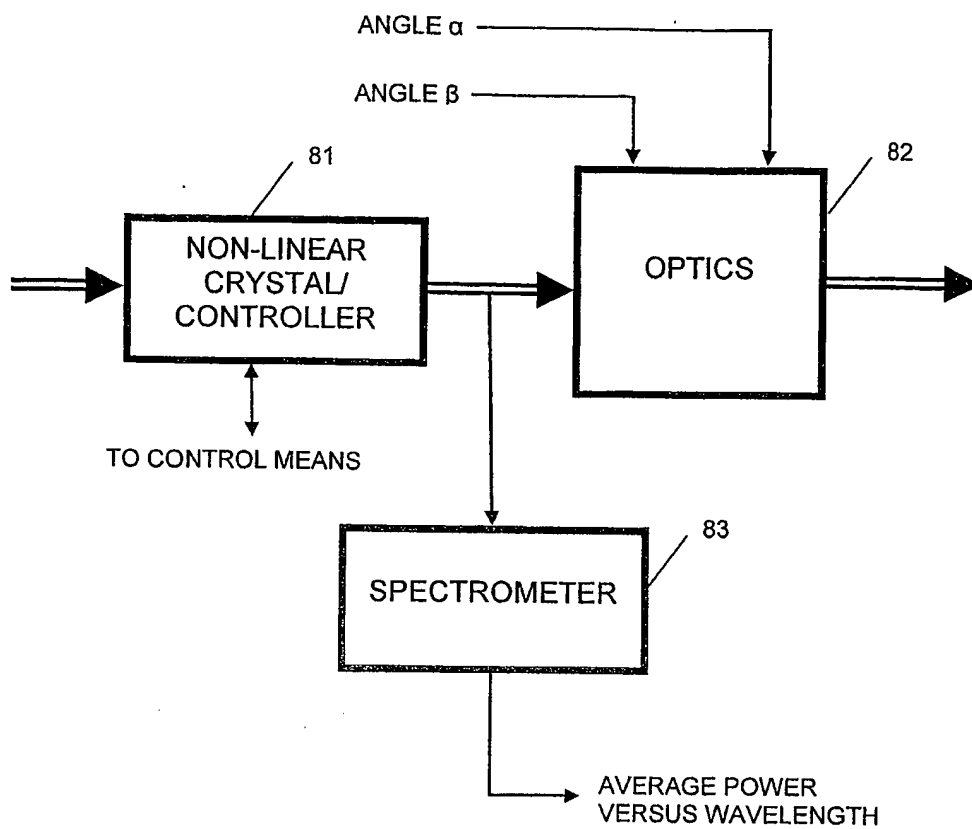 ANGLE α
ANGLE β
81
82
NON-LINEAR
CRYSTAL/
CONTROLLER
OPTICS
TO CONTROL MEANS
83
SPECTROMETER
AVERAGE POWER
VERSUS WAVELENGTH